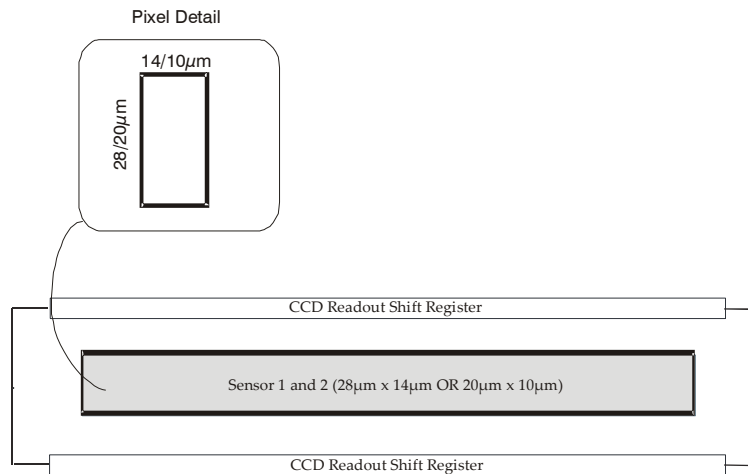 Pixel Detail
14/10µm
28/20µm
CCD Readout Shift Register
Sensor 1 and 2 (28µm x 14µm OR 20µm x 10µm)
CCD Readout Shift Register